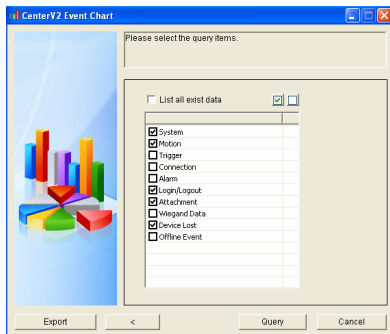 CenterV2 Event Chart
Please select the query items.
List all exist data
System
Motion
Trigger
Connection
Alarm
Login/Logout
Attachment
Wiegand Data
Device Lost
Offline Event
Export < Query Cancel